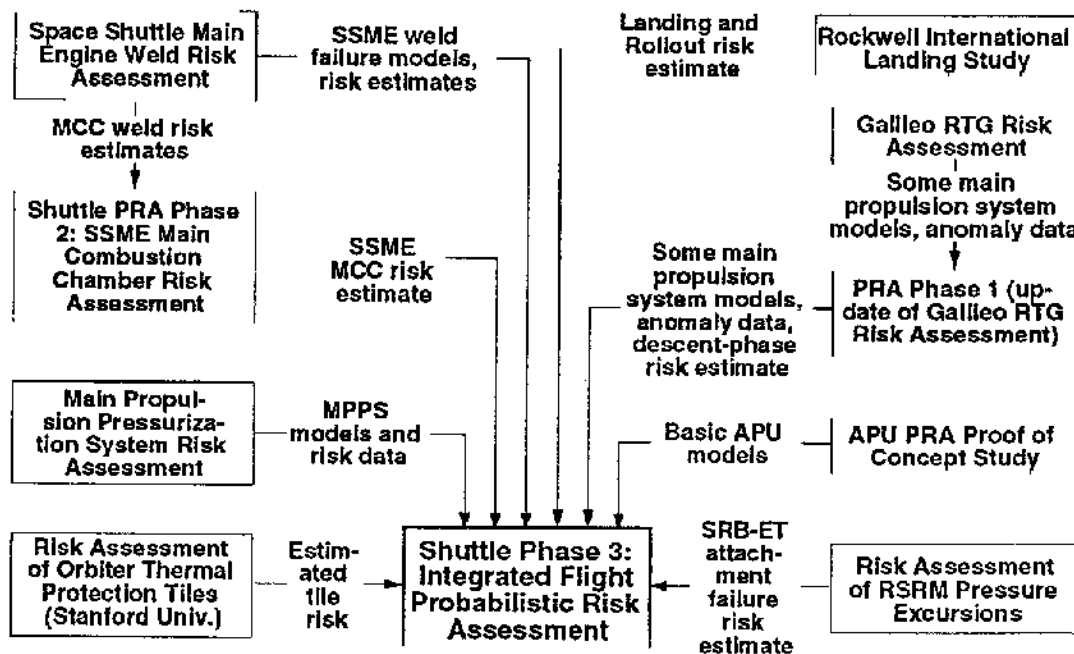 Space Shuttle Main
Engine Weld Risk
Assessment
SSME weld
failure models,
risk estimates
Landing and
Rollout risk
estimate
Rockwell International
Landing Study
MCC weld risk
estimates
Galileo RTG Risk
Assessment
Some main
propulsion system
models, anomaly data
Shuttle PRA Phase
2: SSME Main
Combustion
Chamber Risk
Assessment
SSME
MCC risk
estimate
Some main
propulsion
system models,
anomaly data,
descent-phase
risk estimate
PRA Phase 1 (up-
date of Galileo RTG
Risk Assessment)
Main Propul-
sion Pressuriza-
tion System Risk
Assessment
MPPS
models and
risk data
Basic APU
models
APU PRA Proof of
Concept Study
Risk Assessment
of Orbiter Thermal
Protection Tiles
(Stanford Univ.)
Estim-
ated
tile
risk
Shuttle Phase 3:
Integrated Flight
Probabilistic Risk
Assessment
SRB-ET
attach-
ment
failure
risk
estimate
Risk Assessment
of RSRM Pressure
Excursions